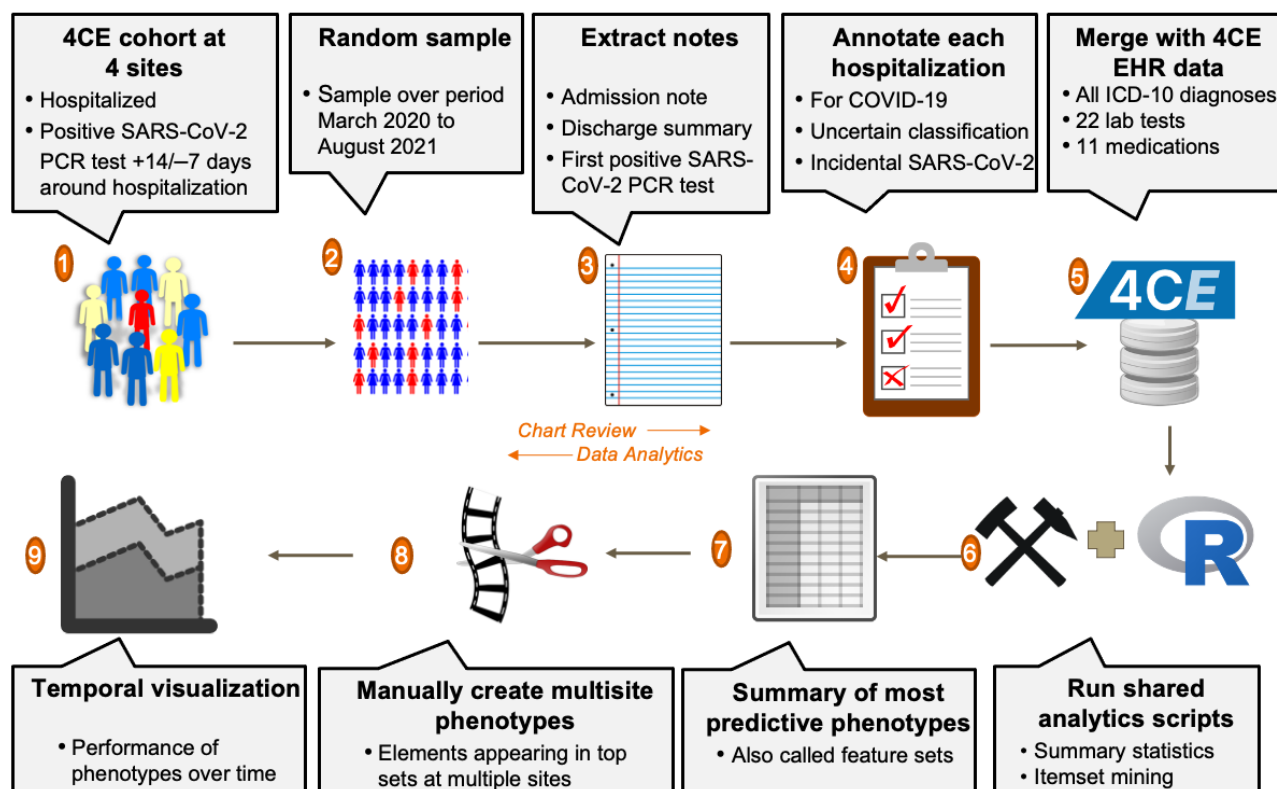 4CE cohort at
4 sites
• Hospitalized
• Positive SARS-CoV-2
PCR test +14/–7 days
around hospitalization
Random sample
• Sample over period
March 2020 to
August 2021
Extract notes
• Admission note
• Discharge summary
• First positive SARS-
CoV-2 PCR test
Annotate each
hospitalization
• For COVID-19
• Uncertain classification
• Incidental SARS-CoV-2
Merge with 4CE
EHR data
• All ICD-10 diagnoses
• 22 lab tests
• 11 medications
1
2
3
4
5
4CE
Chart Review
Data Analytics
9
8
7
6
R
Temporal visualization
• Performance of
phenotypes over time
Manually create multisite
phenotypes
• Elements appearing in top
sets at multiple sites
Summary of most
predictive phenotypes
• Also called feature sets
Run shared
analytics scripts
• Summary statistics
• Itemset mining